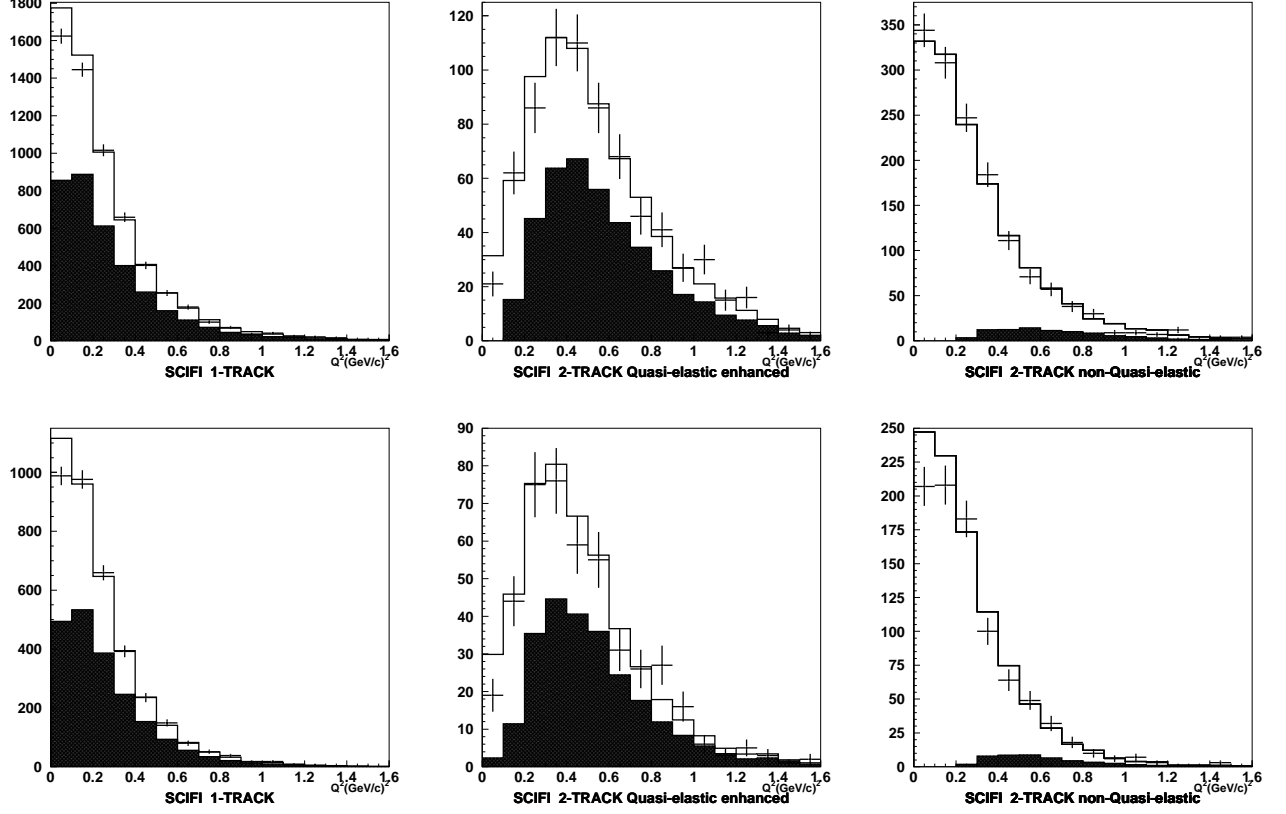 1800
1600
1400
1200
1000
800
600
400
200
0
0 0.2 0.4 0.6 0.8 1 1.2 1.4 1.6
Q²(GeV/c)²
SCIFI 1-TRACK
120
100
80
60
40
20
0
0 0.2 0.4 0.6 0.8 1 1.2 1.4 1.6
Q²(GeV/c)²
SCIFI 2-TRACK Quasi-elastic enhanced
350
300
250
200
150
100
50
0
0 0.2 0.4 0.6 0.8 1 1.2 1.4 1.6
Q²(GeV/c)²
SCIFI 2-TRACK non-Quasi-elastic
1000
800
600
400
200
0
0 0.2 0.4 0.6 0.8 1 1.2 1.4 1.6
Q²(GeV/c)²
SCIFI 1-TRACK
90
80
70
60
50
40
30
20
10
0
0 0.2 0.4 0.6 0.8 1 1.2 1.4 1.6
Q²(GeV/c)²
SCIFI 2-TRACK Quasi-elastic enhanced
250
225
200
175
150
125
100
75
50
25
0
0 0.2 0.4 0.6 0.8 1 1.2 1.4 1.6
Q²(GeV/c)²
SCIFI 2-TRACK non-Quasi-elastic